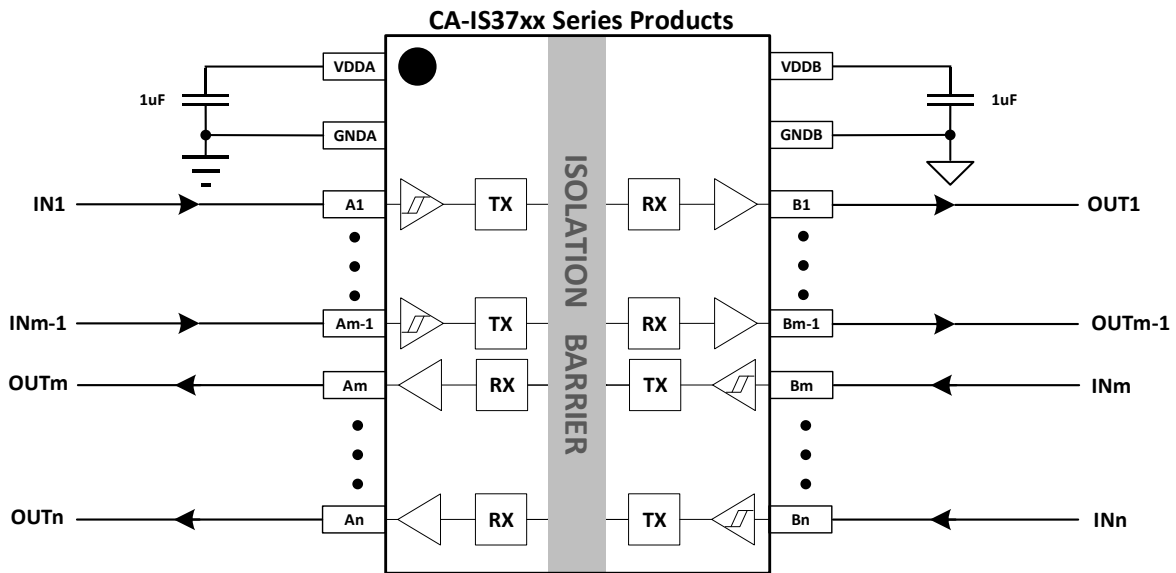 CA-IS37xx Series Products
VDDA
VDDB
1uF
1uF
GNDA
GNDB
ISOLATION BARRIER
IN1
A1
TX
RX
B1
OUT1
INm-1
Am-1
TX
RX
Bm-1
OUTm-1
OUTm
Am
RX
TX
Bm
INm
OUTn
An
RX
TX
Bn
INn